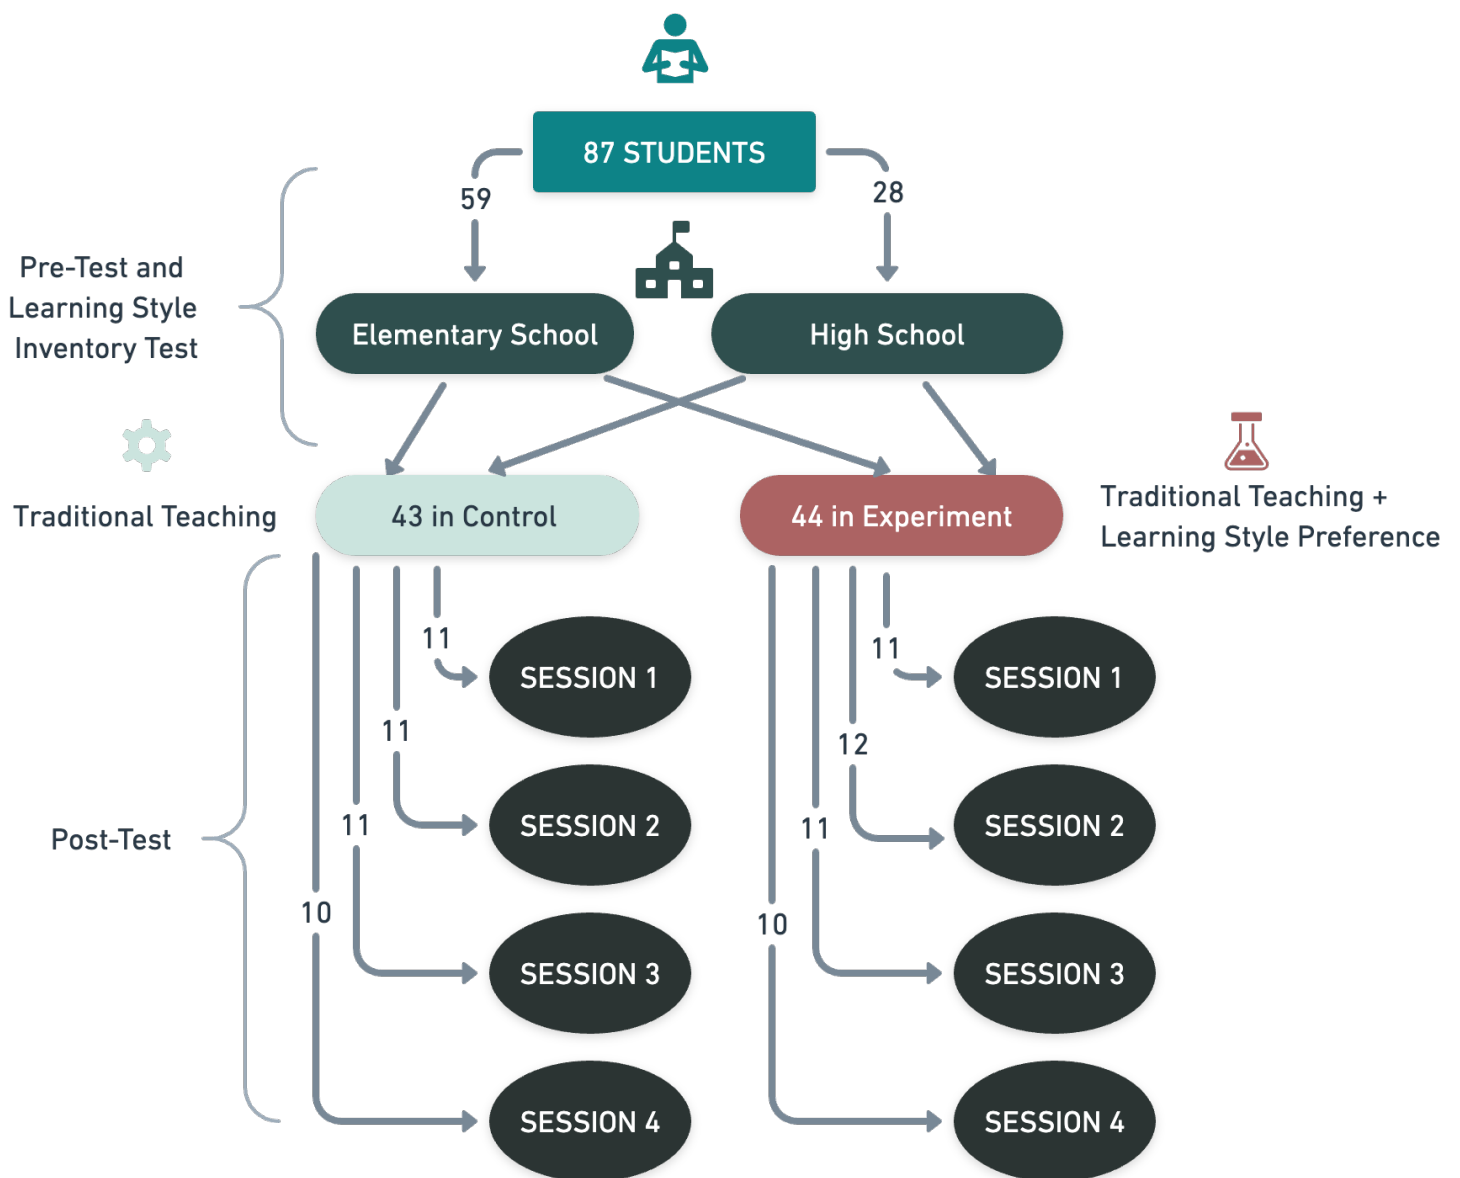 87 STUDENTS
59
28
Pre-Test and
Learning Style
Inventory Test
Elementary School
High School
Traditional Teaching
43 in Control
44 in Experiment
Traditional Teaching +
Learning Style Preference
11
SESSION 1
11
SESSION 2
11
SESSION 3
10
SESSION 4
11
SESSION 1
12
SESSION 2
11
SESSION 3
10
SESSION 4
Post-Test